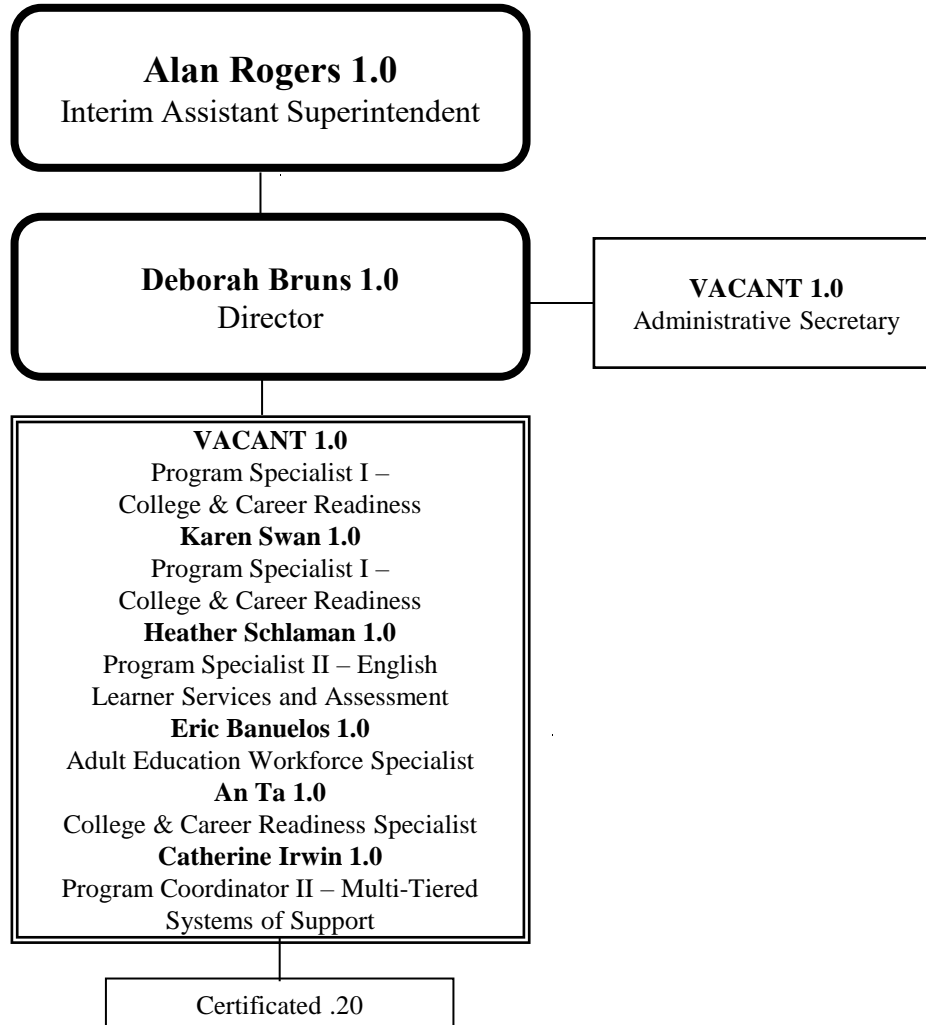 Alan Rogers 1.0
Interim Assistant Superintendent
Deborah Bruns 1.0
Director
VACANT 1.0
Administrative Secretary
VACANT 1.0
Program Specialist I –
College & Career Readiness
Karen Swan 1.0
Program Specialist I –
College & Career Readiness
Heather Schlaman 1.0
Program Specialist II – English
Learner Services and Assessment
Eric Banuelos 1.0
Adult Education Workforce Specialist
An Ta 1.0
College & Career Readiness Specialist
Catherine Irwin 1.0
Program Coordinator II – Multi-Tiered
Systems of Support
Certificated .20